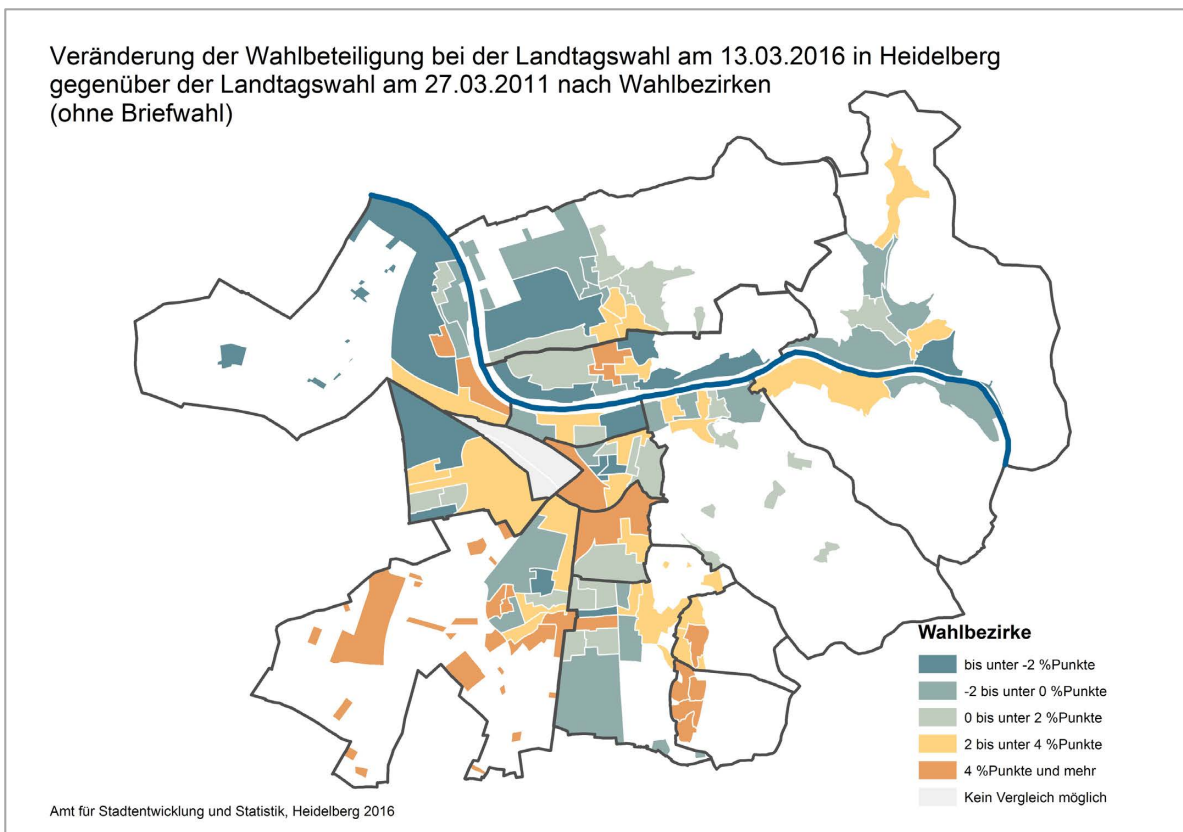 Veränderung der Wahlbeteiligung bei der Landtagswahl am 13.03.2016 in Heidelberg
gegenüber der Landtagswahl am 27.03.2011 nach Wahlbezirken
(ohne Briefwahl)
Wahlbezirke
bis unter -2 %Punkte
-2 bis unter 0 %Punkte
0 bis unter 2 %Punkte
2 bis unter 4 %Punkte
4 %Punkte und mehr
Kein Vergleich möglich
Amt für Stadtentwicklung und Statistik, Heidelberg 2016